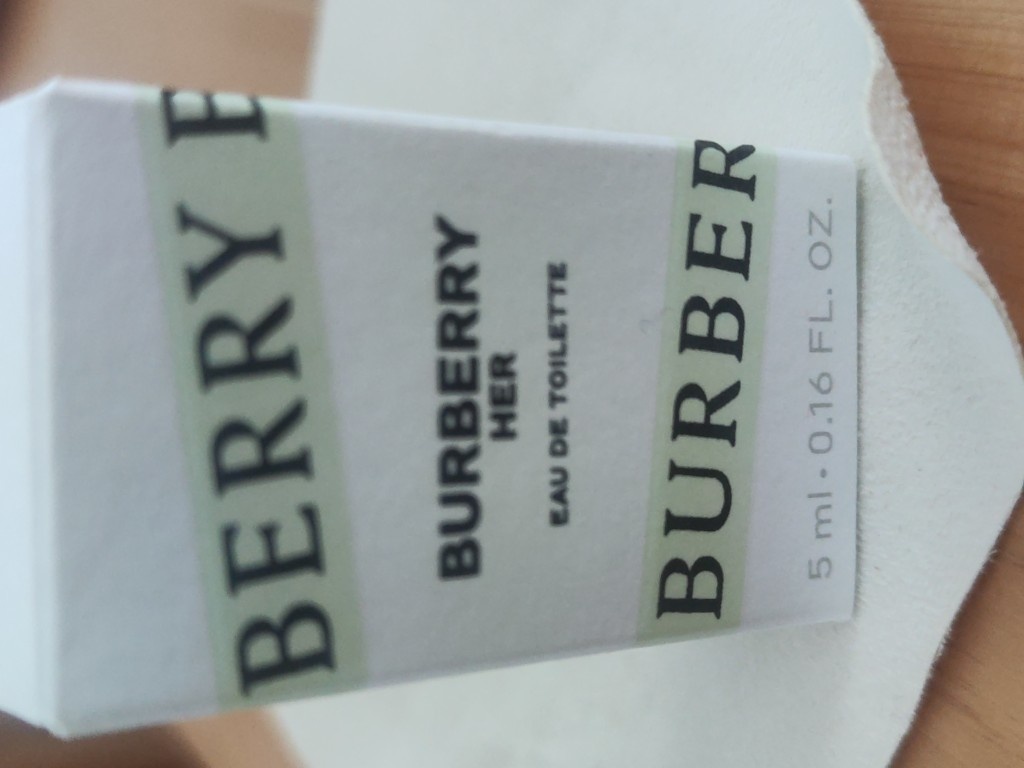 BERRY B
BURBERRY
HER
EAU DE TOILETTE
BURBER
5 ml • 0.16 FL. OZ.